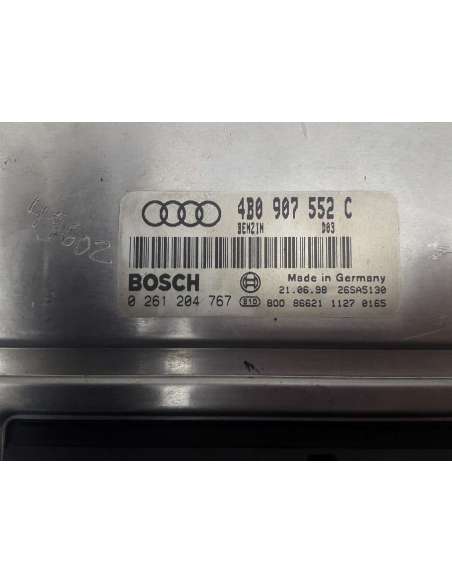 4B0 907 552 C
BENZIN D03
BOSCH
Made in Germany
21.06.98 26SA5130
0 261 204 767 E10 800 86621 1127 0165